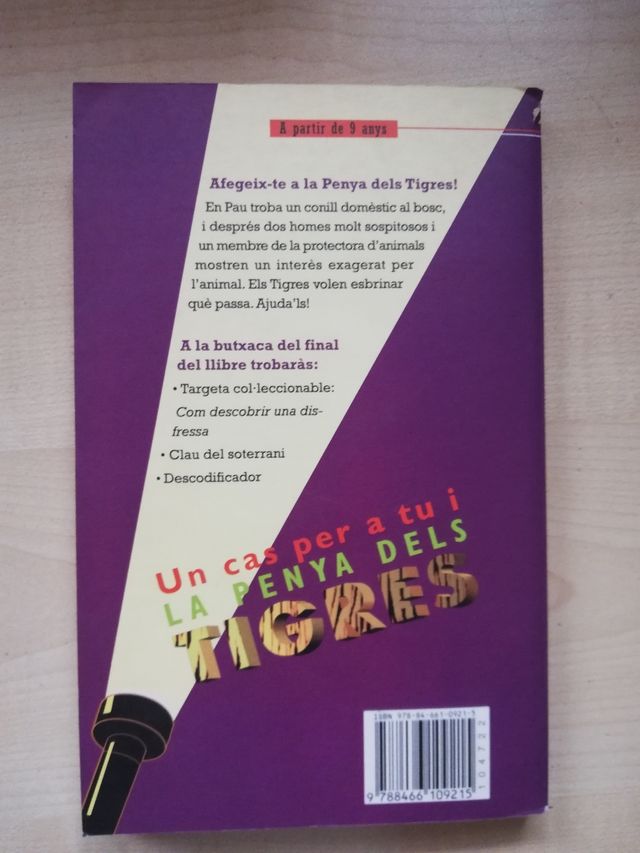 A partir de 9 anys
Afegeix-te a la Penya dels Tigres!
En Pau troba un conill domèstic al bosc,
i després dos homes molt sospitosos i
un membre de la protectora d'animals
mostren un interès exagerat per
l'animal. Els Tigres volen esbrinar
què passa. Ajuda'ls!
A la butxaca del final
del llibre trobaràs:
• Targeta col·leccionable:
Com descobrir una dis-
fressa
• Clau del soterrani
• Descodificador
Un cas per a tu i
LA PENYA DELS
TIGRES
ISBN 978-84-661-0921-5
9 788466 109215
104722